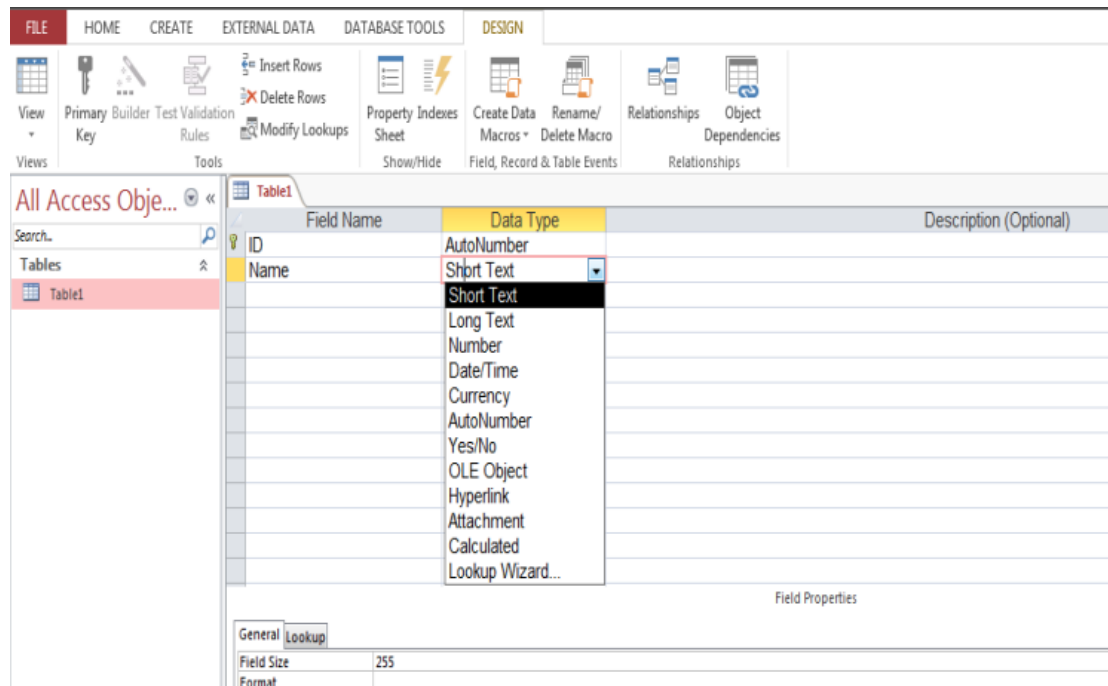 FILE HOME CREATE EXTERNAL DATA DATABASE TOOLS DESIGN
Insert Rows
Delete Rows
Modify Lookups
View
Primary Key
Builder
Test Validation Rules
Property Sheet
Indexes
Create Data Macros
Rename/ Delete Macro
Relationships
Object Dependencies
Views Tools Show/Hide Field, Record & Table Events Relationships
All Access Obje... «
Search..
Tables
Table1
Table1
Field Name Data Type Description (Optional)
ID AutoNumber
Name Short Text
Short Text
Long Text
Number
Date/Time
Currency
AutoNumber
Yes/No
OLE Object
Hyperlink
Attachment
Calculated
Lookup Wizard...
Field Properties
General Lookup
Field Size 255
Format